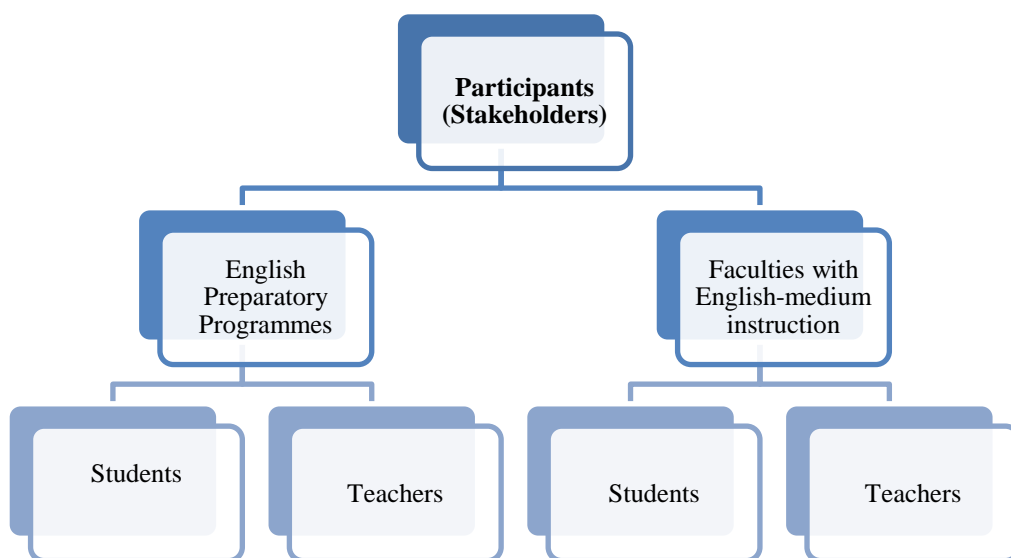 Participants
(Stakeholders)
English
Preparatory
Programmes
Faculties with
English-medium
instruction
Students
Teachers
Students
Teachers